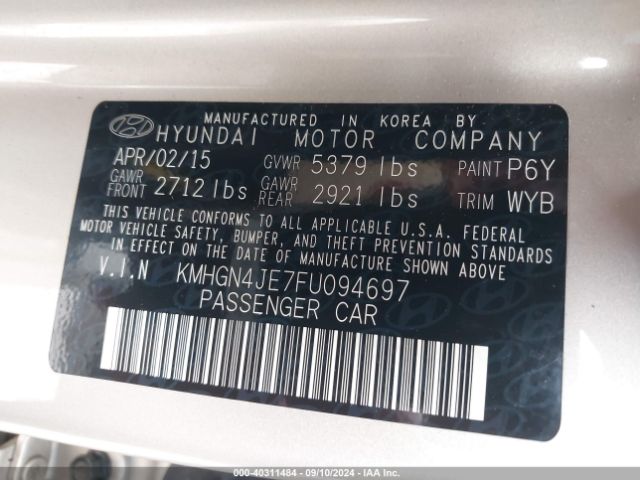 MANUFACTURED IN KOREA BY
HYUNDAI MOTOR COMPANY
APR/02/15 GVWR 5379 lbs PAINT P6Y
GAWR FRONT 2712 lbs GAWR REAR 2921 lbs TRIM WYB
THIS VEHICLE CONFORMS TO ALL APPLICABLE U.S.A. FEDERAL
MOTOR VEHICLE SAFETY, BUMPER, AND THEFT PREVENTION STANDARDS
IN EFFECT ON THE DATE OF MANUFACTURE SHOWN ABOVE.
V.I.N KMHGN4JE7FU094697
PASSENGER CAR
000-40311484 - 09/10/2024 - IAA Inc.